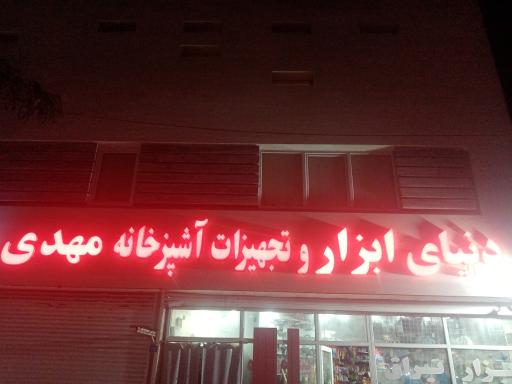 دنیای ابزار و تجهیزات آشپزخانه مهدی